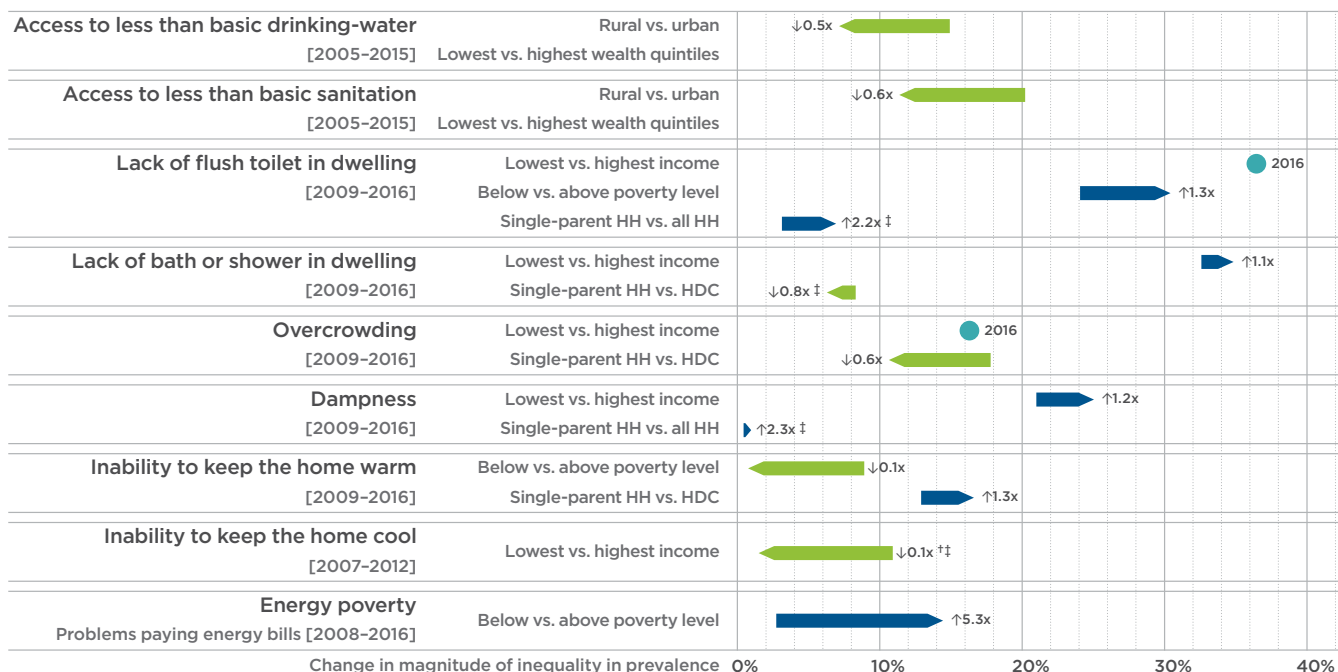 Access to less than basic drinking-water Rural vs. urban ↓0.5x
[2005–2015] Lowest vs. highest wealth quintiles
Access to less than basic sanitation Rural vs. urban ↓0.6x
[2005–2015] Lowest vs. highest wealth quintiles
Lack of flush toilet in dwelling Lowest vs. highest income 2016
[2009–2016] Below vs. above poverty level ↑1.3x
Single-parent HH vs. all HH ↑2.2x ‡
Lack of bath or shower in dwelling Lowest vs. highest income ↑1.1x
[2009–2016] Single-parent HH vs. HDC ↓0.8x ‡
Overcrowding Lowest vs. highest income 2016
[2009–2016] Single-parent HH vs. HDC ↓0.6x
Dampness Lowest vs. highest income ↑1.2x
[2009–2016] Single-parent HH vs. all HH ↑2.3x ‡
Inability to keep the home warm Below vs. above poverty level ↓0.1x
[2009–2016] Single-parent HH vs. HDC ↑1.3x
Inability to keep the home cool
Lowest vs. highest income ↓0.1x †‡
[2007–2012]
Energy poverty
Below vs. above poverty level ↑5.3x
Problems paying energy bills [2008–2016]
Change in magnitude of inequality in prevalence 0% 10% 20% 30% 40%